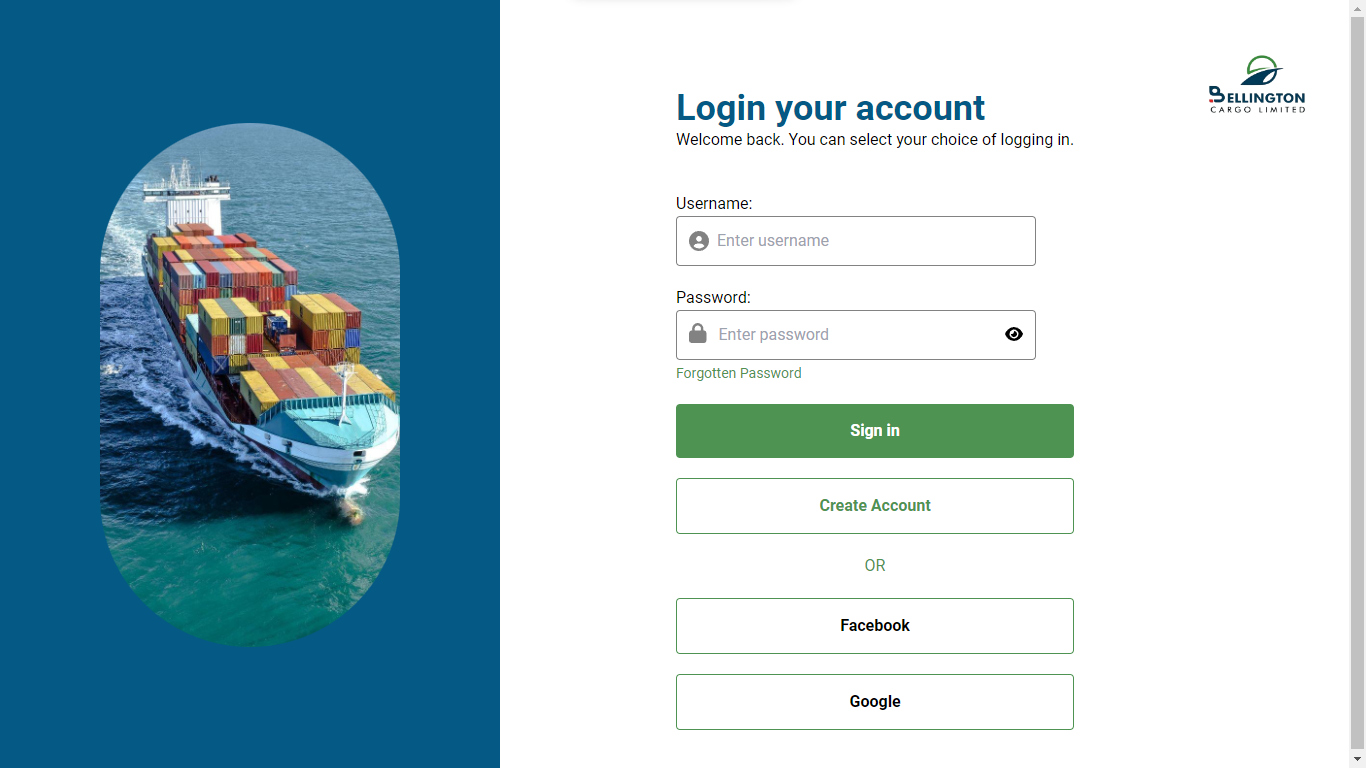 BELLINGTON
CARGO LIMITED
Login your account
Welcome back. You can select your choice of logging in.
Username:
Enter username
Password:
Enter password
Forgotten Password
Sign in
Create Account
OR
Facebook
Google